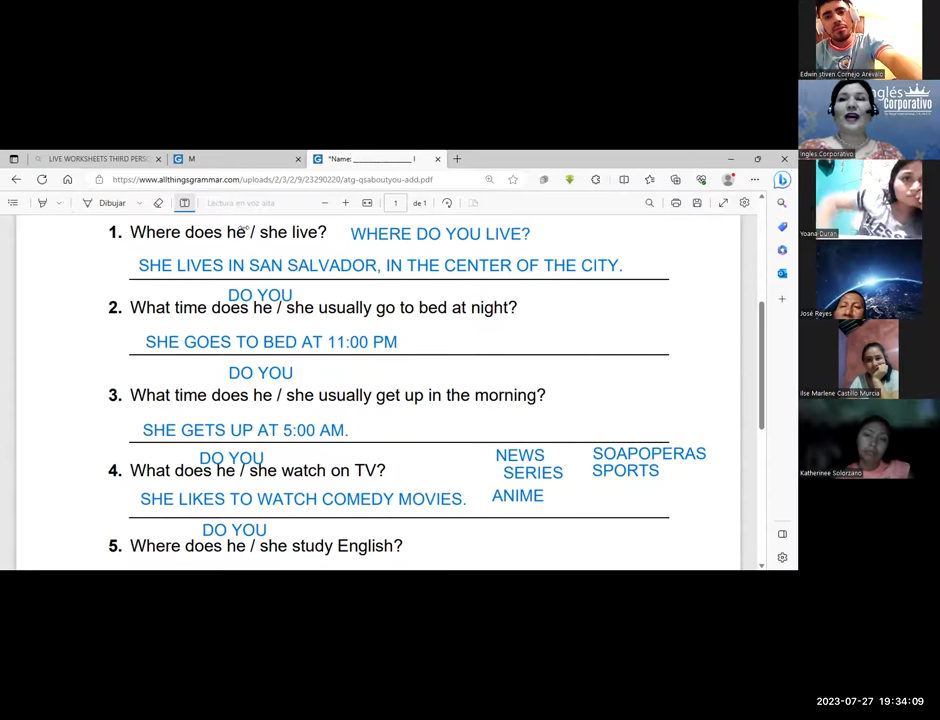 Edwin stiven Cornejo Arevalo
Inglés
Corporativo
Ingles Corporativo
LIVE WORKSHEETS THIRD PERSO
M
*Name: ________________ I
https://www.allthingsgrammar.com/uploads/2/3/2/9/23290220/atg-qsaboutyou-add.pdf
Dibujar
Lectura en voz alta
1
de 1
Yoana Duran
1. Where does he / she live? WHERE DO YOU LIVE?
SHE LIVES IN SAN SALVADOR, IN THE CENTER OF THE CITY.
DO YOU
2. What time does he / she usually go to bed at night?
José Reyes
SHE GOES TO BED AT 11:00 PM
DO YOU
3. What time does he / she usually get up in the morning?
Ilse Marlene Castillo Murcia
SHE GETS UP AT 5:00 AM.
DO YOU
NEWS
SOAPOPERAS
4. What does he / she watch on TV?
SERIES
SPORTS
Katherinee Solorzano
SHE LIKES TO WATCH COMEDY MOVIES.
ANIME
DO YOU
5. Where does he / she study English?
2023-07-27 19:34:09